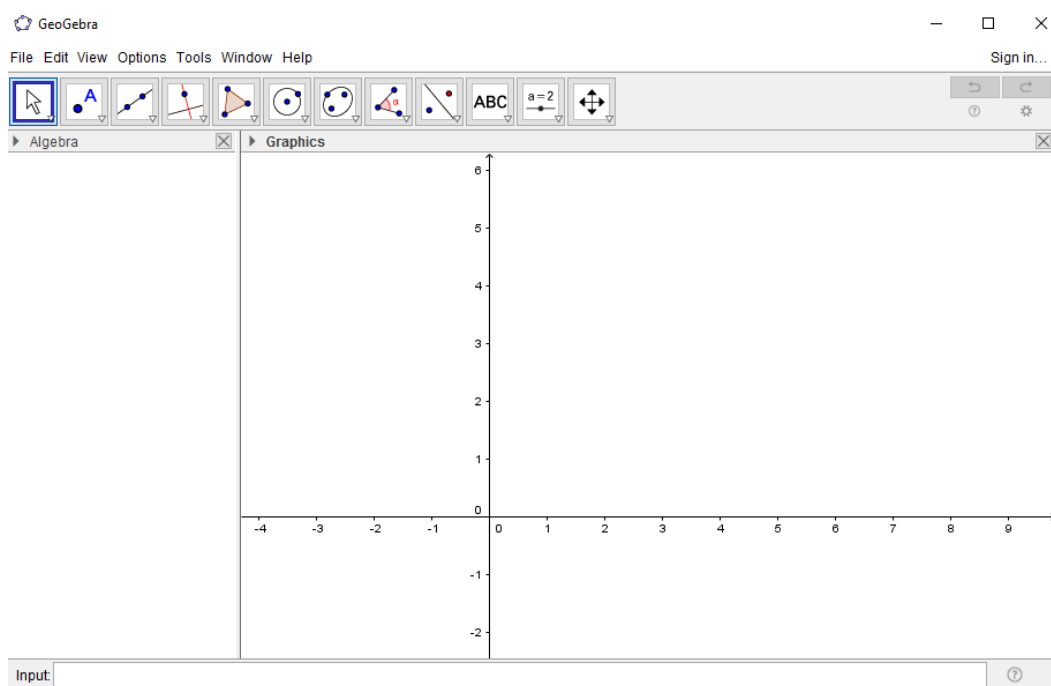 GeoGebra
File Edit View Options Tools Window Help Sign in...
A α ABC a=2
Algebra Graphics
6
5
4
3
2
1
0
-4 -3 -2 -1 0 1 2 3 4 5 6 7 8 9
-1
-2
Input: